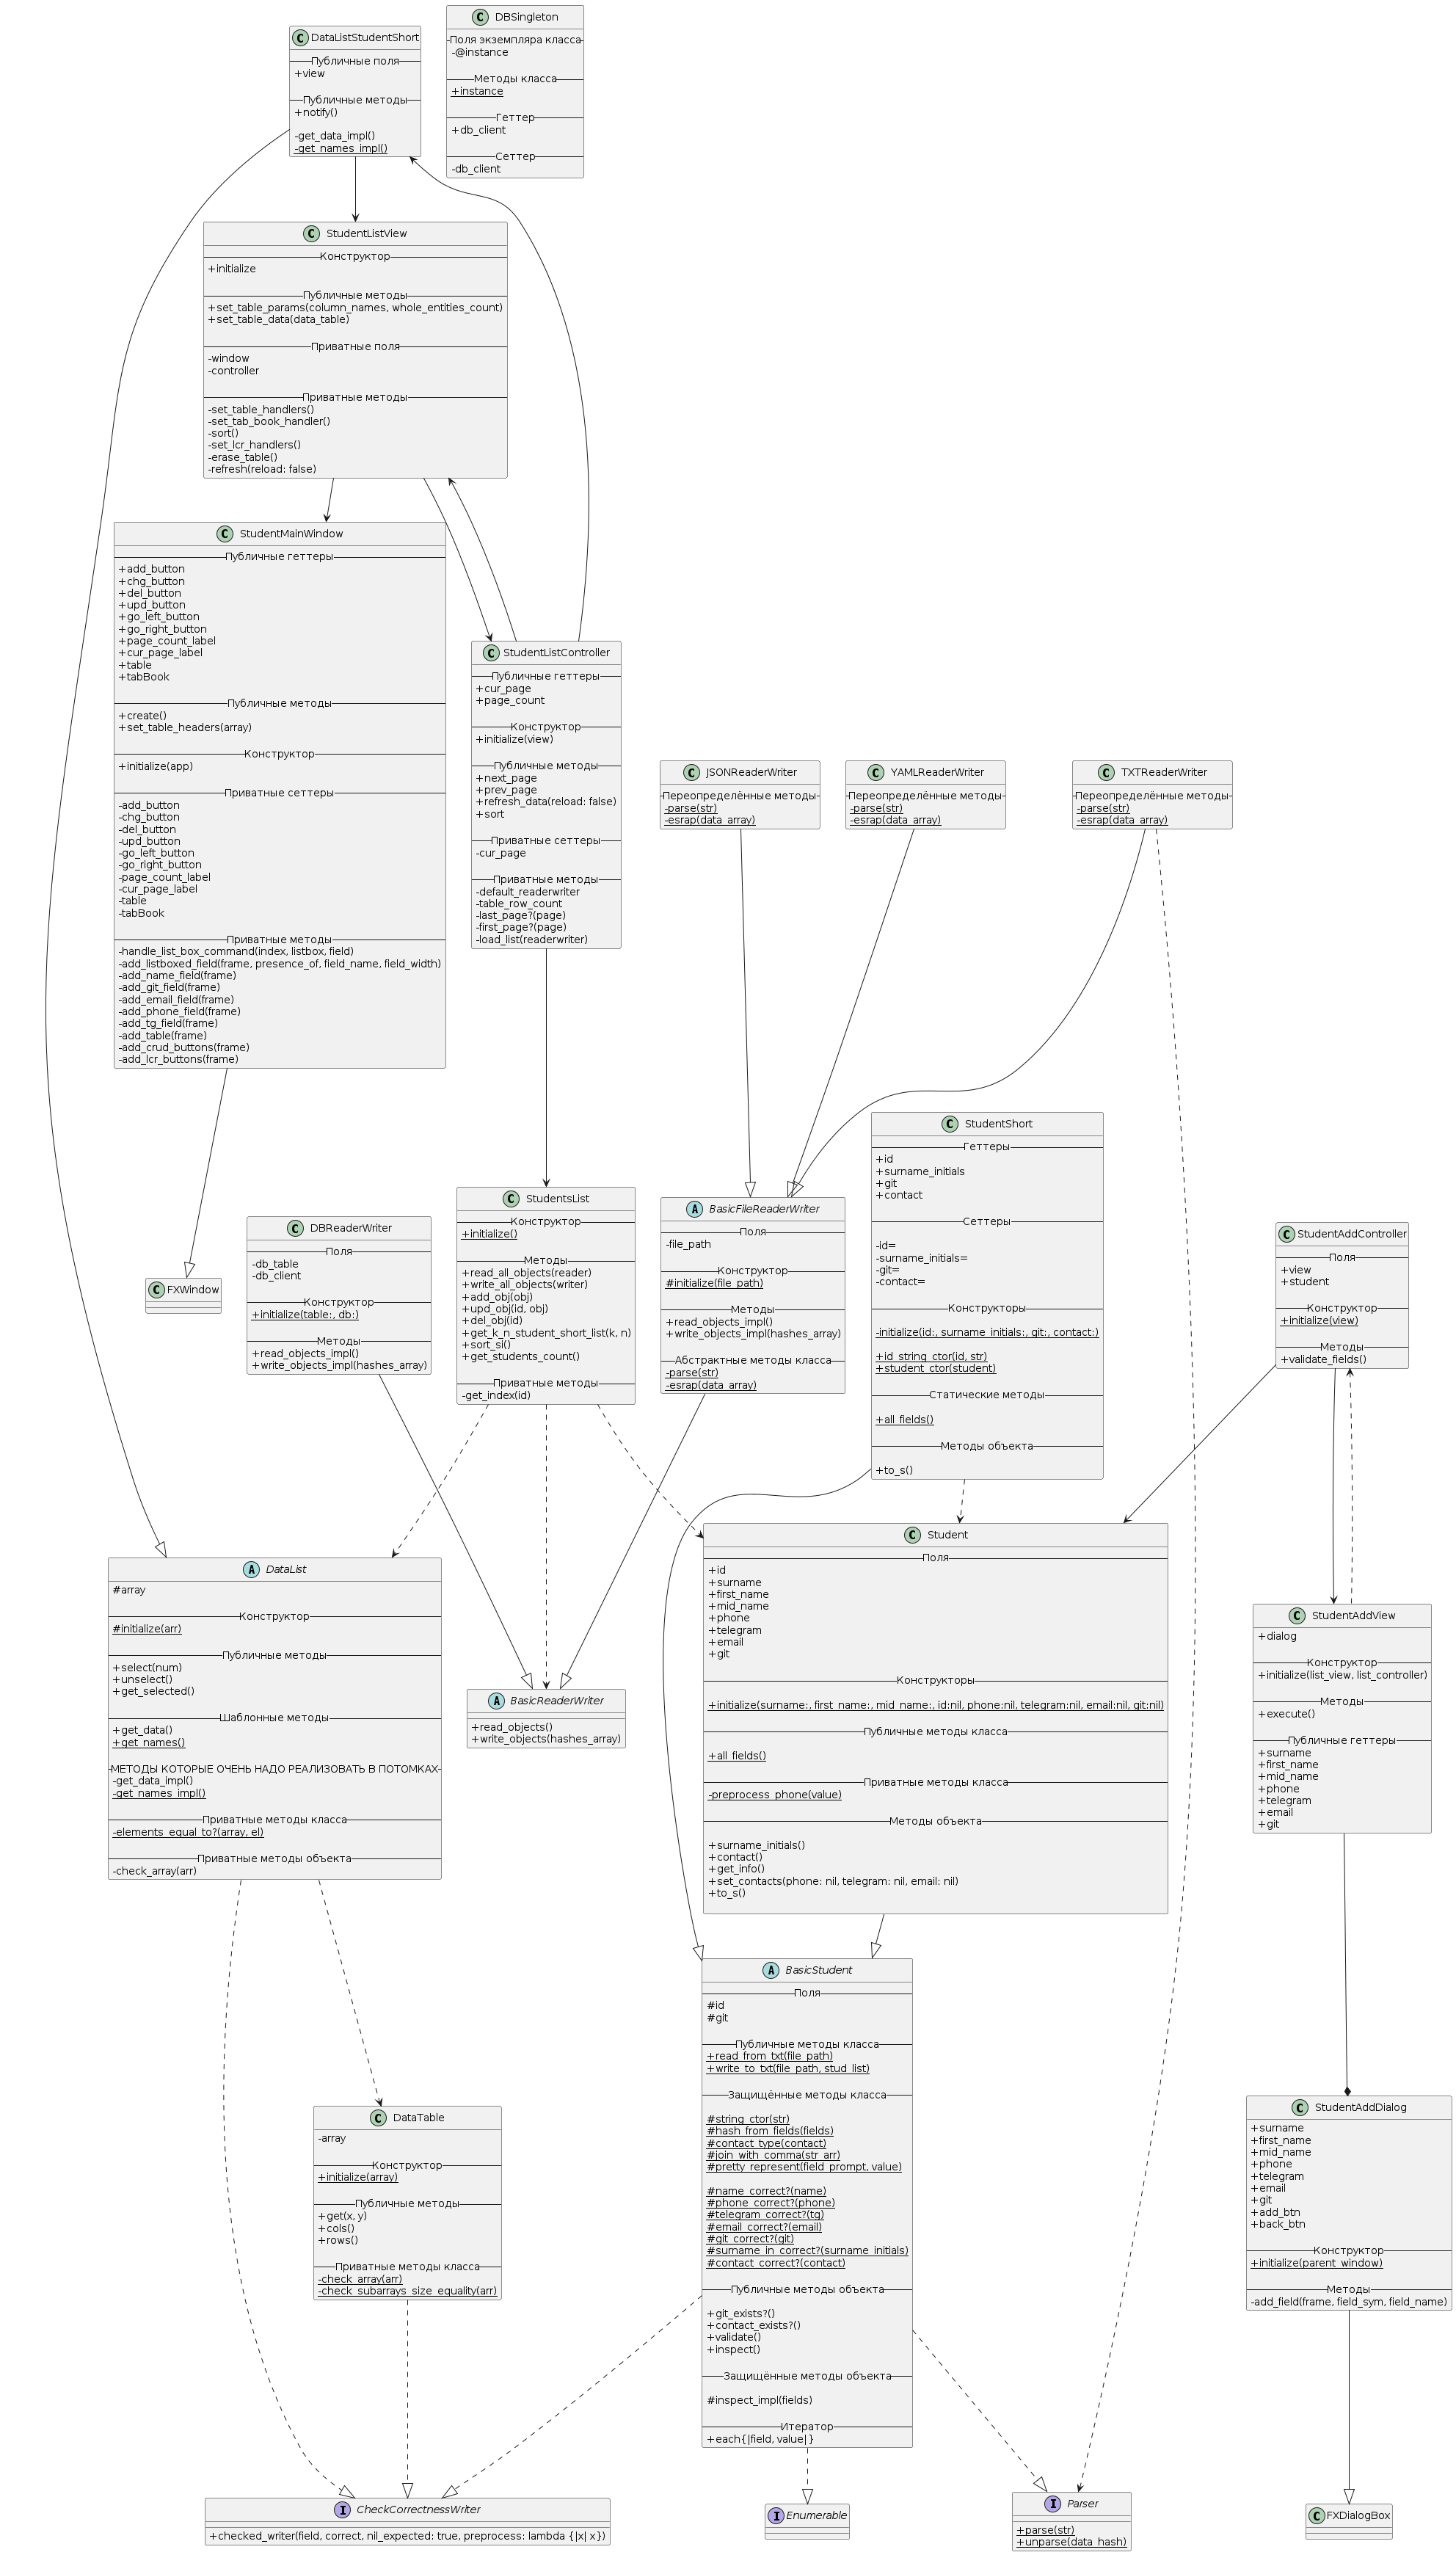 DBSingleton
Поля экземпляра класса
-@instance
Методы класса
+instance
Геттер
+db_client
Сеттер
-db_client
DataListStudentShort
Публичные поля
+view
Публичные методы
+notify()
-get_data_impl()
-get_names_impl()
StudentListView
Конструктор
+initialize
Публичные методы
+set_table_params(column_names, whole_entities_count)
+set_table_data(data_table)
Приватные поля
-window
-controller
Приватные методы
-set_table_handlers()
-set_tab_book_handler()
-sort()
-set_lcr_handlers()
-erase_table()
-refresh(reload: false)
StudentMainWindow
Публичные геттеры
+add_button
+chg_button
+del_button
+upd_button
+go_left_button
+go_right_button
+page_count_label
+cur_page_label
+table
+tabBook
Публичные методы
+create()
+set_table_headers(array)
Конструктор
+initialize(app)
Приватные сеттеры
-add_button
-chg_button
-del_button
-upd_button
-go_left_button
-go_right_button
-page_count_label
-cur_page_label
-table
-tabBook
Приватные методы
-handle_list_box_command(index, listbox, field)
-add_listboxed_field(frame, presence_of, field_name, field_width)
-add_name_field(frame)
-add_git_field(frame)
-add_email_field(frame)
-add_phone_field(frame)
-add_tg_field(frame)
-add_table(frame)
-add_crud_buttons(frame)
-add_lcr_buttons(frame)
StudentListController
Публичные геттеры
+cur_page
+page_count
Конструктор
+initialize(view)
Публичные методы
+next_page
+prev_page
+refresh_data(reload: false)
+sort
Приватные сеттеры
-cur_page
Приватные методы
-default_readerwriter
-table_row_count
-last_page?(page)
-first_page?(page)
-load_list(readerwriter)
JSONReaderWriter
Переопределённые методы
-parse(str)
-esrap(data_array)
YAMLReaderWriter
Переопределённые методы
-parse(str)
-esrap(data_array)
TXTReaderWriter
Переопределённые методы
-parse(str)
-esrap(data_array)
FXWindow
DBReaderWriter
Поля
-db_table
-db_client
Конструктор
+initialize(table:, db:)
Методы
+read_objects_impl()
+write_objects_impl(hashes_array)
StudentsList
Конструктор
+initialize()
Методы
+read_all_objects(reader)
+write_all_objects(writer)
+add_obj(obj)
+upd_obj(id, obj)
+del_obj(id)
+get_k_n_student_short_list(k, n)
+sort_si()
+get_students_count()
Приватные методы
-get_index(id)
BasicFileReaderWriter
Поля
-file_path
Конструктор
#initialize(file_path)
Методы
+read_objects_impl()
+write_objects_impl(hashes_array)
Абстрактные методы класса
-parse(str)
-esrap(data_array)
StudentShort
Геттеры
+id
+surname_initials
+git
+contact
Сеттеры
-id=
-surname_initials=
-git=
-contact=
Конструкторы
-initialize(id:, surname_initials:, git:, contact:)
+id_string_ctor(id, str)
+student_ctor(student)
Статические методы
+all_fields()
Методы объекта
+to_s()
StudentAddController
Поля
+view
+student
Конструктор
+initialize(view)
Методы
+validate_fields()
DataList
#array
Конструктор
#initialize(arr)
Публичные методы
+select(num)
+unselect()
+get_selected()
Шаблонные методы
+get_data()
+get_names()
МЕТОДЫ КОТОРЫЕ ОЧЕНЬ НАДО РЕАЛИЗОВАТЬ В ПОТОМКАХ
-get_data_impl()
-get_names_impl()
Приватные методы класса
-elements_equal_to?(array, el)
Приватные методы объекта
-check_array(arr)
BasicReaderWriter
+read_objects()
+write_objects(hashes_array)
Student
Поля
+id
+surname
+first_name
+mid_name
+phone
+telegram
+email
+git
Конструкторы
+initialize(surname:, first_name:, mid_name:, id:nil, phone:nil, telegram:nil, email:nil, git:nil)
Публичные методы класса
+all_fields()
Приватные методы класса
-preprocess_phone(value)
Методы объекта
+surname_initials()
+contact()
+get_info()
+set_contacts(phone: nil, telegram: nil, email: nil)
+to_s()
StudentAddView
+dialog
Конструктор
+initialize(list_view, list_controller)
Методы
+execute()
Публичные геттеры
+surname
+first_name
+mid_name
+phone
+telegram
+email
+git
BasicStudent
Поля
#id
#git
Публичные методы класса
+read_from_txt(file_path)
+write_to_txt(file_path, stud_list)
Защищённые методы класса
#string_ctor(str)
#hash_from_fields(fields)
#contact_type(contact)
#join_with_comma(str_arr)
#pretty_represent(field_prompt, value)
#name_correct?(name)
#phone_correct?(phone)
#telegram_correct?(tg)
#email_correct?(email)
#git_correct?(git)
#surname_in_correct?(surname_initials)
#contact_correct?(contact)
Публичные методы объекта
+git_exists?()
+contact_exists?()
+validate()
+inspect()
Защищённые методы объекта
#inspect_impl(fields)
Итератор
+each{|field, value|}
DataTable
-array
Конструктор
+initialize(array)
Публичные методы
+get(x, y)
+cols()
+rows()
Приватные методы класса
-check_array(arr)
-check_subarrays_size_equality(arr)
StudentAddDialog
+surname
+first_name
+mid_name
+phone
+telegram
+email
+git
+add_btn
+back_btn
Конструктор
+initialize(parent_window)
Методы
-add_field(frame, field_sym, field_name)
CheckCorrectnessWriter
+checked_writer(field, correct, nil_expected: true, preprocess: lambda {|x| x})
Enumerable
Parser
+parse(str)
+unparse(data_hash)
FXDialogBox